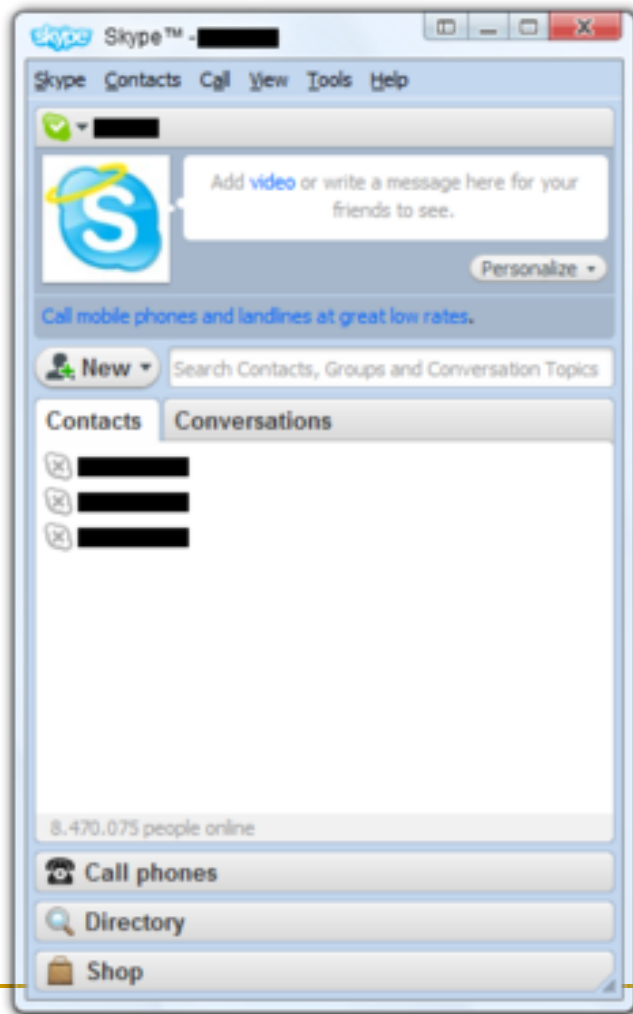 skype Skype™ -
Skype Contacts Call View Tools Help
S
Add video or write a message here for your
friends to see.
Personalize
Call mobile phones and landlines at great low rates.
New Search Contacts, Groups and Conversation Topics
Contacts Conversations
8.470.075 people online
Call phones
Directory
Shop